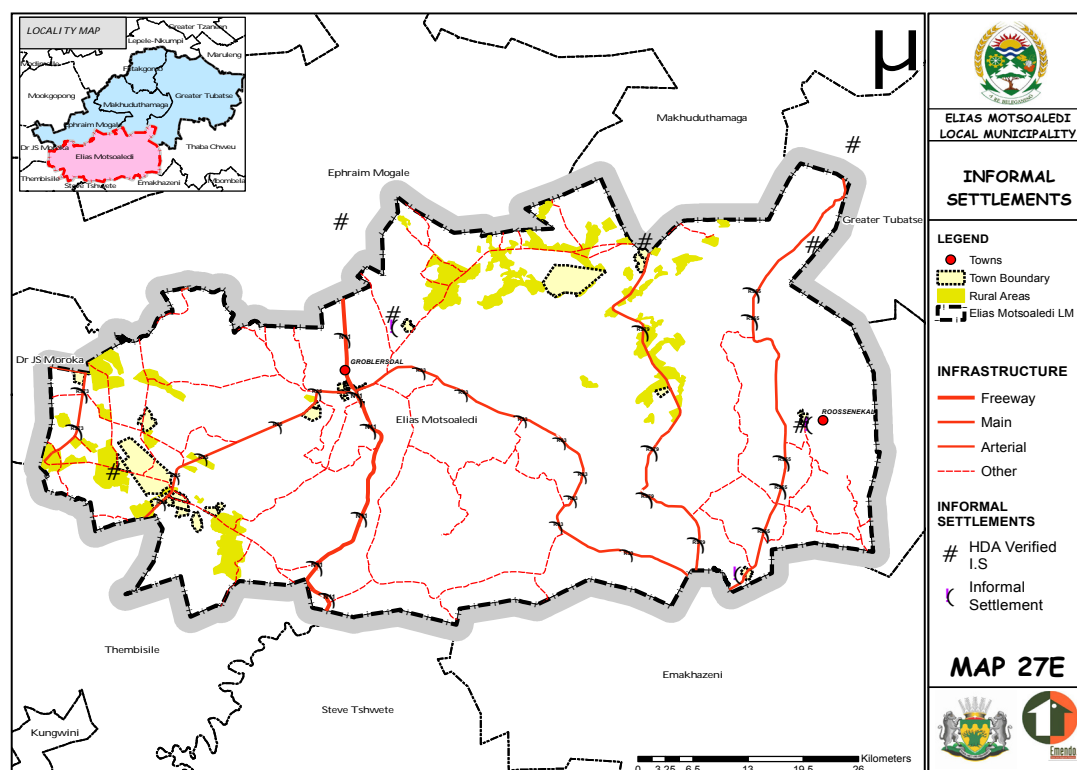 LOCALITY MAP
Greater Tzaneen
Lepele-Nkumpi
Maruleng
Fetakgomo
Mookgopong
Greater Tubatse
Makhuduthamaga
Ephraim Mogale
Dr JS Moroka
Elias Motsoaledi
Thaba Chweu
Thembisile
Steve Tshwete
Emakhazeni
Mbombela
µ
Makhuduthamaga
Ephraim Mogale
Greater Tubatse
Dr JS Moroka
GROBLERSDAL
Elias Motsoaledi
ROOSSENEKAL
Thembisile
Emakhazeni
Steve Tshwete
Kungwini
Kilometers
0 3.25 6.5 13 19.5 26
ELIAS MOTSOALEDI
LOCAL MUNICIPALITY
INFORMAL
SETTLEMENTS
LEGEND
Towns
Town Boundary
Rural Areas
Elias Motsoaledi LM
INFRASTRUCTURE
Freeway
Main
Arterial
Other
INFORMAL
SETTLEMENTS
# HDA Verified
I.S
Informal
Settlement
MAP 27E
Emendo